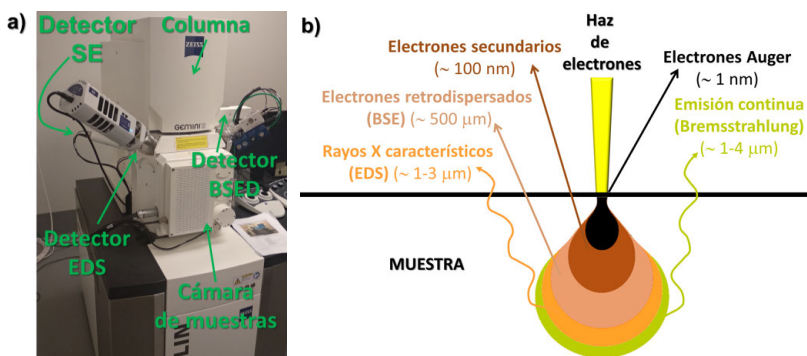 a)
Detector
SE
Columna
ZEISS
GEMINI
Detector
BSED
Detector
EDS
Cámara
de muestras
b)
Haz
de
electrones
Electrones secundarios
(~ 100 nm)
Electrones retrodispersados
(BSE) (~ 500 μm)
Rayos X característicos
(EDS) (~ 1-3 μm)
Electrones Auger
(~ 1 nm)
Emisión continua
(Bremsstrahlung)
(~ 1-4 μm)
MUESTRA